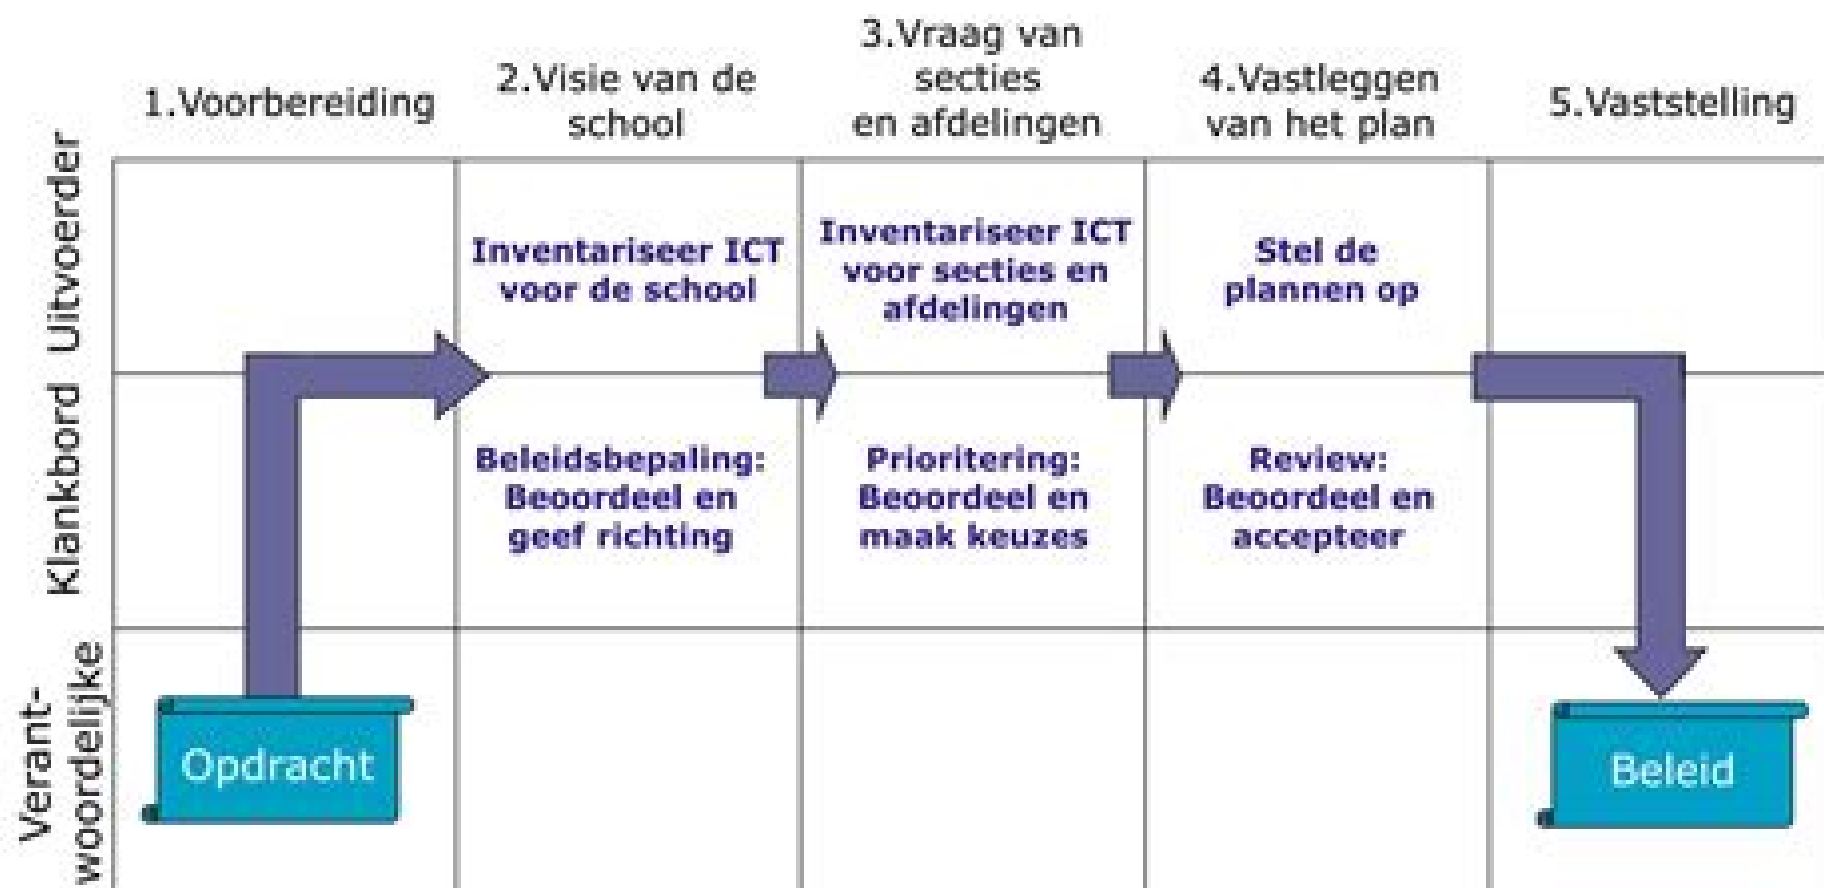 1.Voorbereiding
2.Visie van de
school
3.Vraag van
secties
en afdelingen
4.Vastleggen
van het plan
5.Vaststelling
Uitvoerder
Inventariseer ICT
voor de school
Inventariseer ICT
voor secties en
afdelingen
Stel de
plannen op
Klankbord
Beleidsbepaling:
Beoordeel en
geef richting
Prioritering:
Beoordeel en
maak keuzes
Review:
Beoordeel en
accepteer
Verant-
woordelijke
Opdracht
Beleid